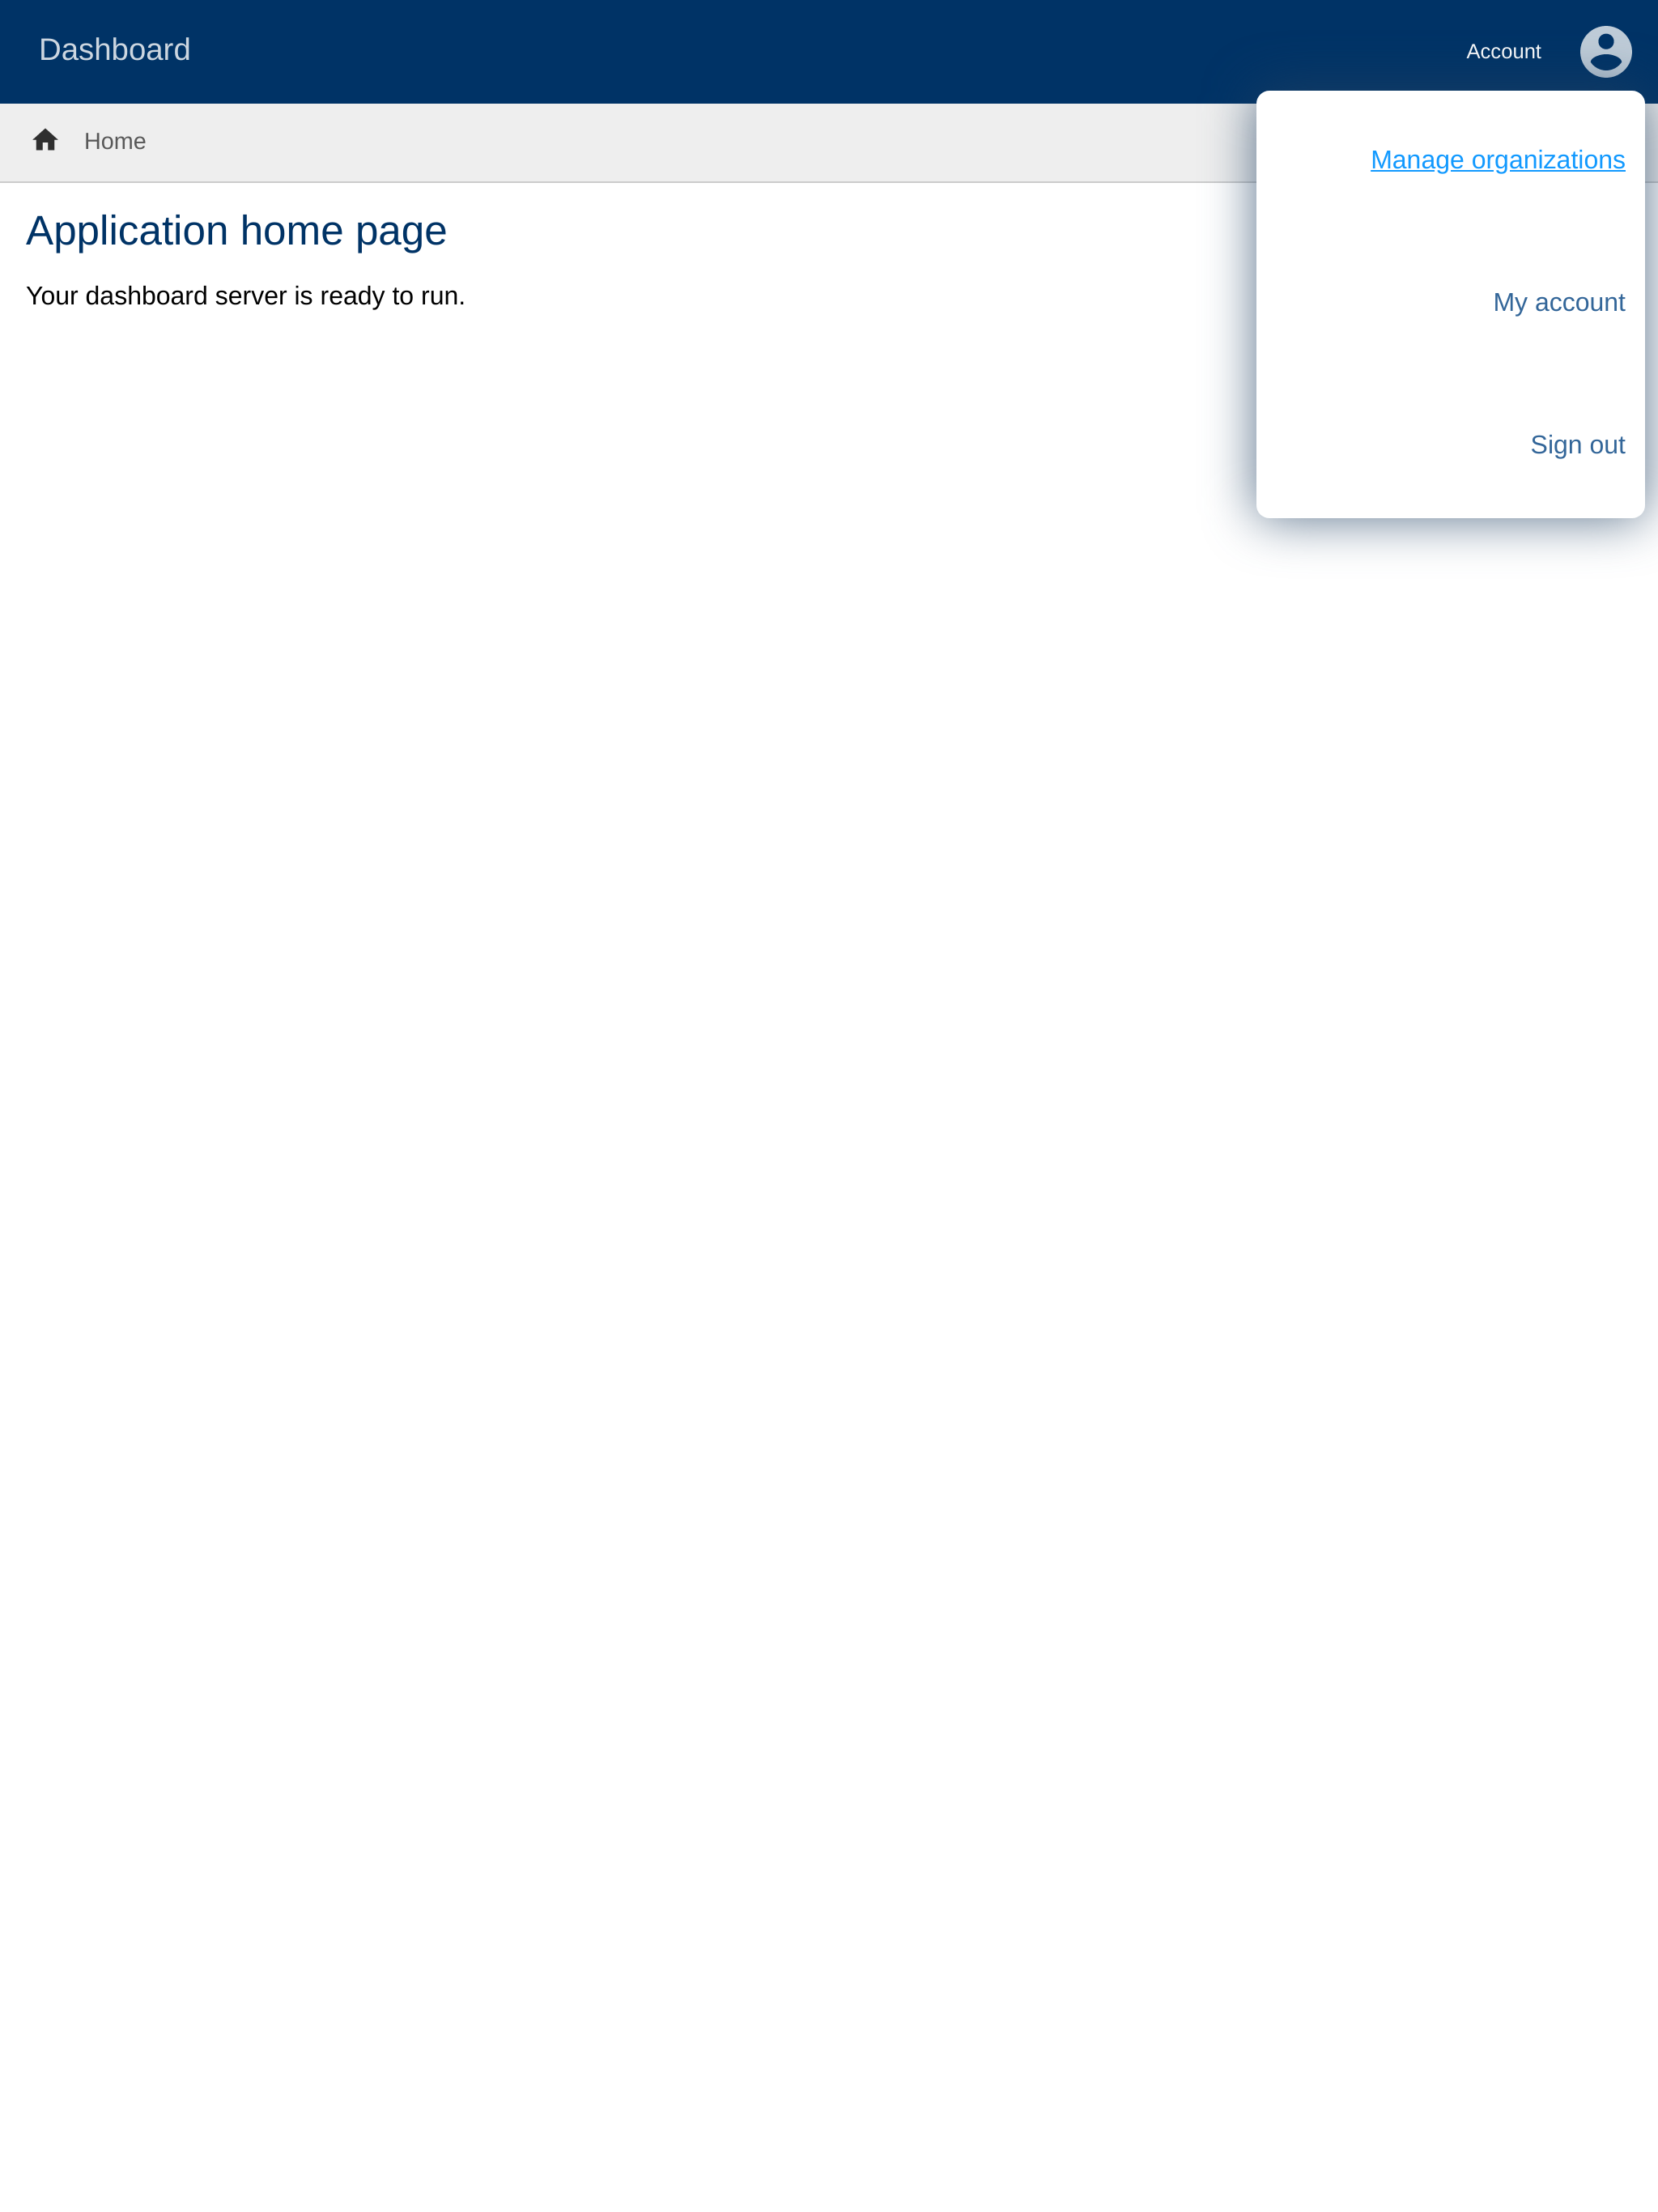 Dashboard
Account
Home
Manage organizations
Application home page
Your dashboard server is ready to run.
My account
Sign out